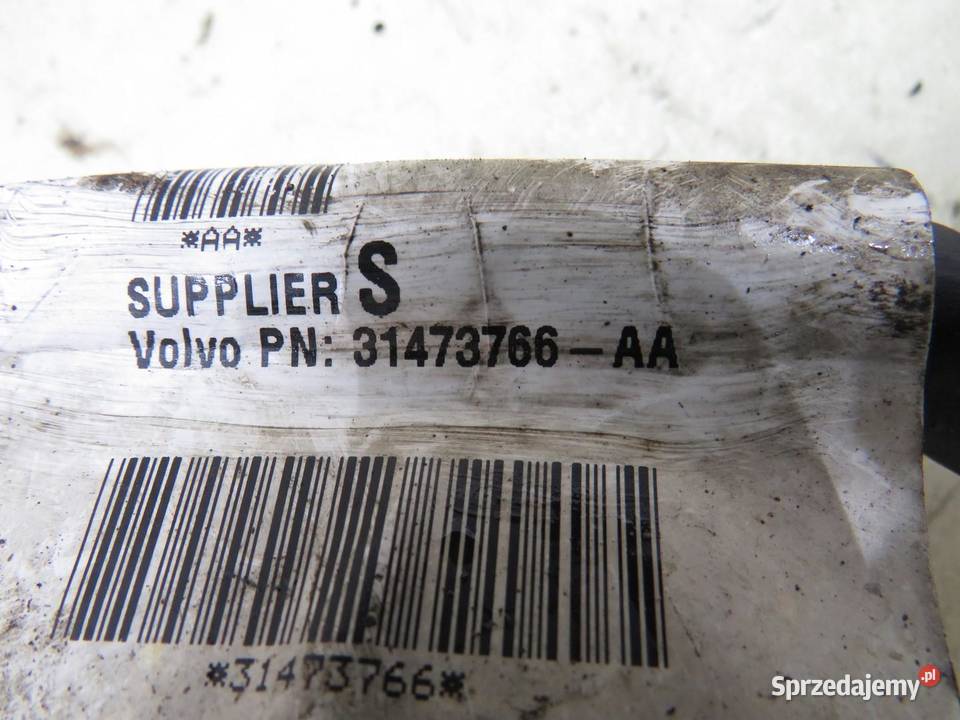 *AA*
SUPPLIER S
Volvo PN: 31473766-AA
*31473766*
Sprzedajemy.pl